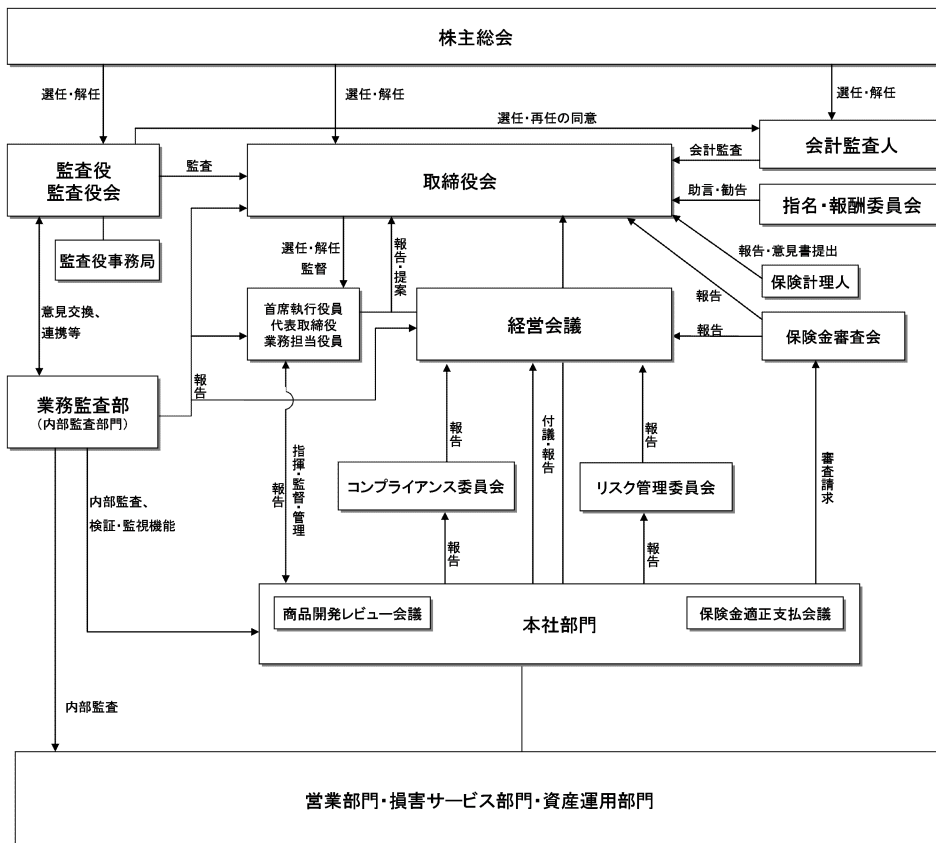 株主総会
選任・解任
選任・解任
選任・解任
選任・再任の同意
監査役
監査役会
監査
取締役会
会計監査
会計監査人
助言・勧告
指名・報酬委員会
監査役事務局
選任・解任
監督
報告・提案
報告・意見書提出
保険計理人
意見交換、
連携等
首席執行役員
代表取締役
業務担当役員
経営会議
報告
報告
保険金審査会
業務監査部
（内部監査部門）
報告
報告
付議・報告
報告
審査請求
コンプライアンス委員会
リスク管理委員会
報告
指揮・監督・管理
内部監査、
検証・監視機能
報告
報告
商品開発レビュー会議
本社部門
保険金適正支払会議
内部監査
営業部門・損害サービス部門・資産運用部門